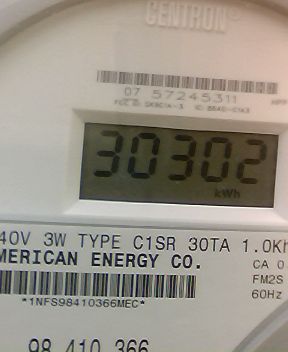 CENTRON®
07 57245311
30302
kWh
40V 3W TYPE C1SR 30TA 1.0Kh
MERICAN ENERGY CO.
CA 0
FM2S
60Hz
*1NFS98410366MEC*
98 410 366